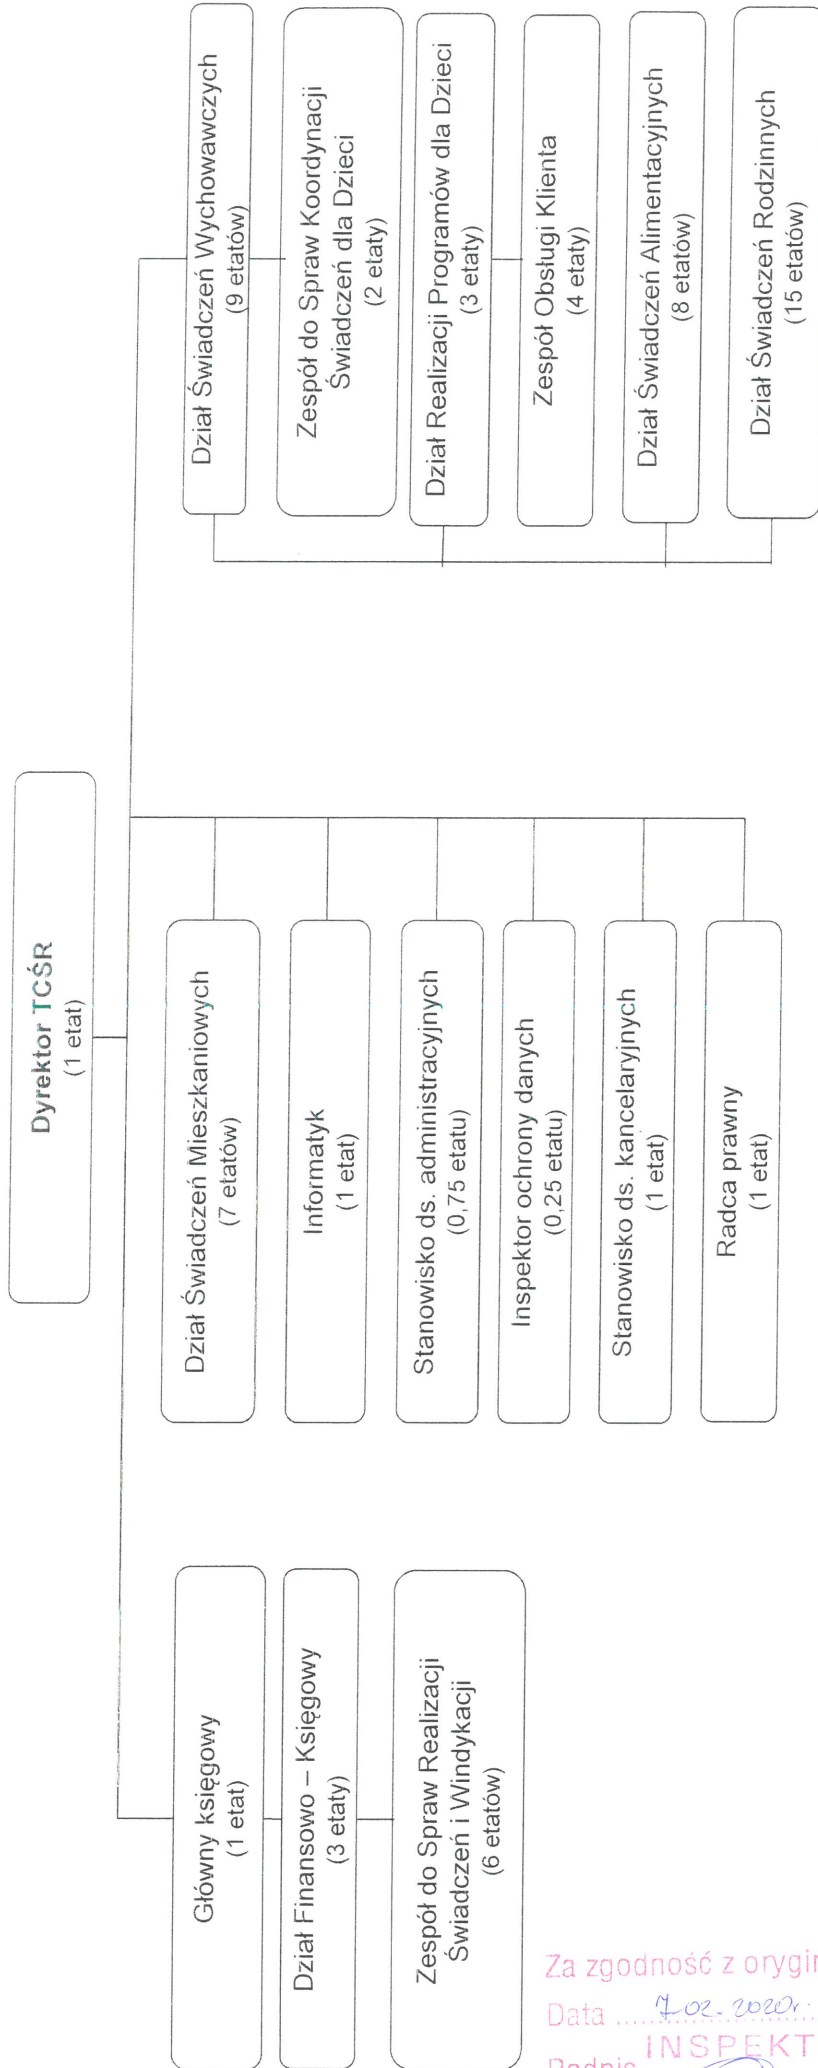 Dyrektor TCŚR
(1 etat)
Główny księgowy
(1 etat)
Dział Finansowo – Księgowy
(3 etaty)
Zespół do Spraw Realizacji
Świadczeń i Windykacji
(6 etatów)
Dział Świadczeń Mieszkaniowych
(7 etatów)
Informatyk
(1 etat)
Stanowisko ds. administracyjnych
(0,75 etatu)
Inspektor ochrony danych
(0,25 etatu)
Stanowisko ds. kancelaryjnych
(1 etat)
Radca prawny
(1 etat)
Dział Świadczeń Wychowawczych
(9 etatów)
Zespół do Spraw Koordynacji
Świadczeń dla Dzieci
(2 etaty)
Dział Realizacji Programów dla Dzieci
(3 etaty)
Zespół Obsługi Klienta
(4 etaty)
Dział Świadczeń Alimentacyjnych
(8 etatów)
Dział Świadczeń Rodzinnych
(15 etatów)
Za zgodność z orygin
Data 7.02.2020r.
INSPEKT
Podpis